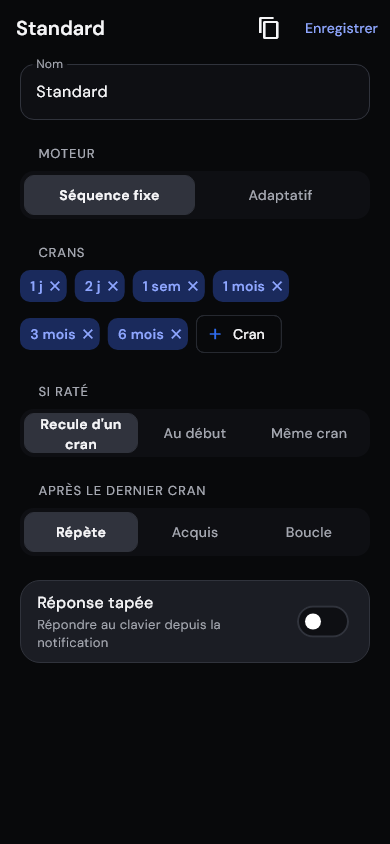 Standard
Enregistrer
Nom
Standard
MOTEUR
Séquence fixe
Adaptatif
CRANS
1 j ×
2 j ×
1 sem ×
1 mois ×
3 mois ×
6 mois ×
+ Cran
SI RATÉ
Recule d'un
cran
Au début
Même cran
APRÈS LE DERNIER CRAN
Répète
Acquis
Boucle
Réponse tapée
Répondre au clavier depuis la
notification